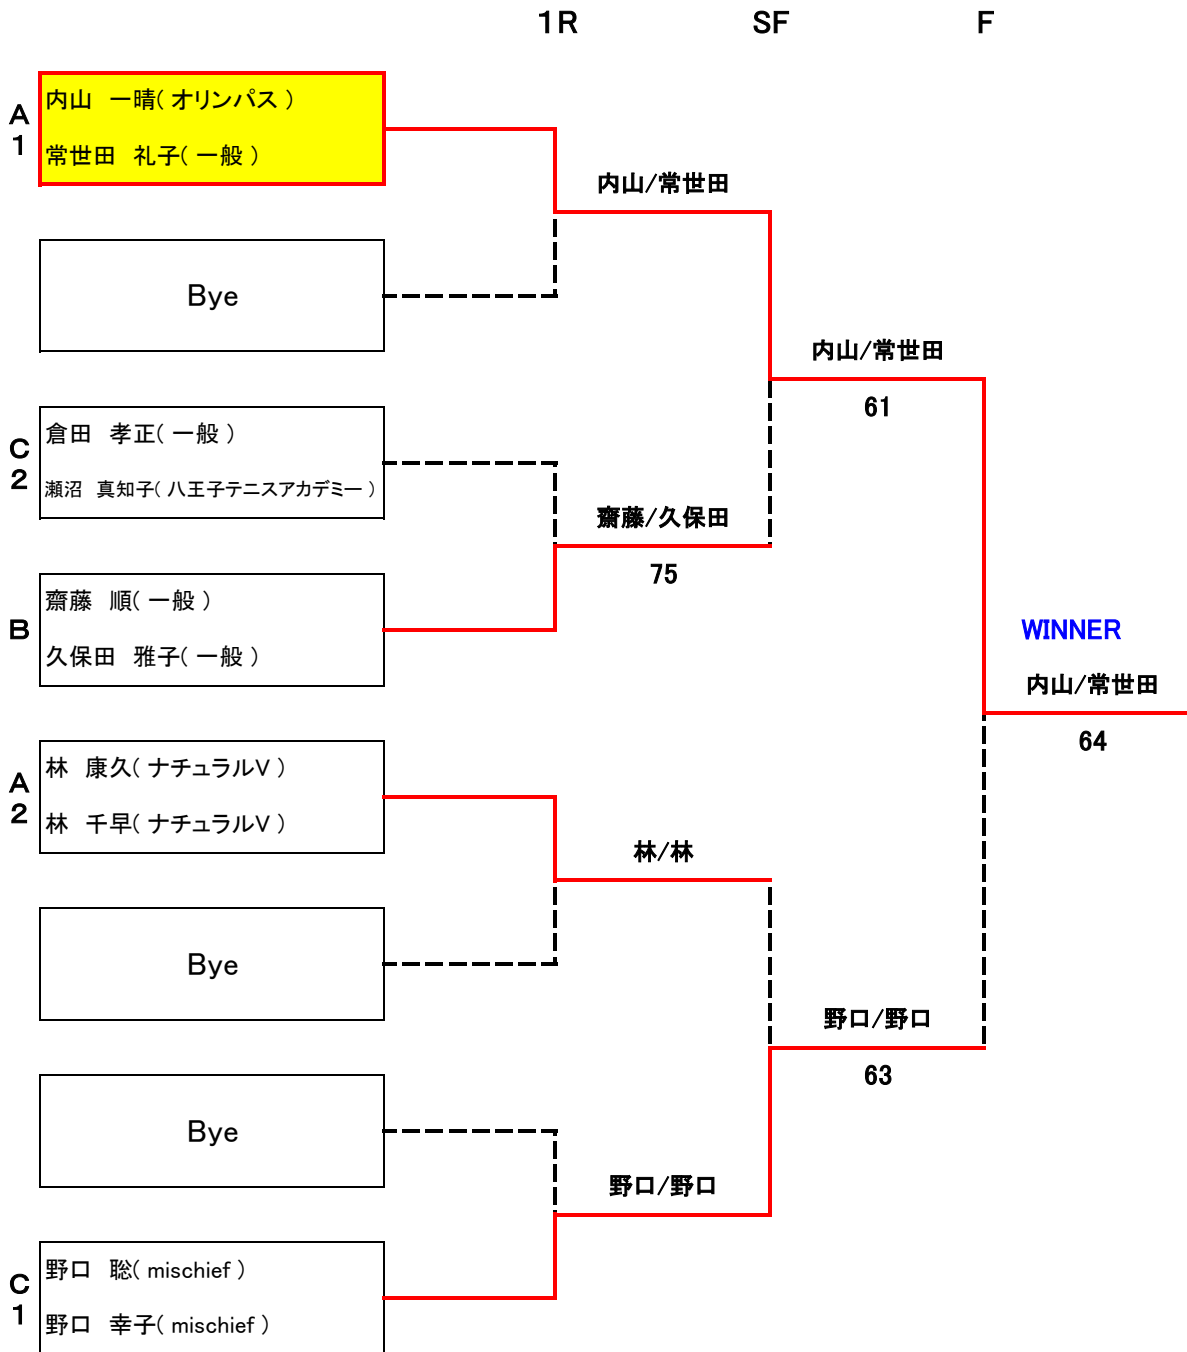 1R SF F
A
1
内山 一晴( オリンパス )
常世田 礼子( 一般 )
内山/常世田
Bye
内山/常世田
61
C
2
倉田 孝正( 一般 )
瀬沼 真知子( 八王子テニスアカデミー )
齋藤/久保田
75
B
齋藤 順( 一般 )
久保田 雅子( 一般 )
WINNER
内山/常世田
64
A
2
林 康久( ナチュラルV )
林 千早( ナチュラルV )
林/林
Bye
野口/野口
63
Bye
野口/野口
C
1
野口 聡( mischief )
野口 幸子( mischief )